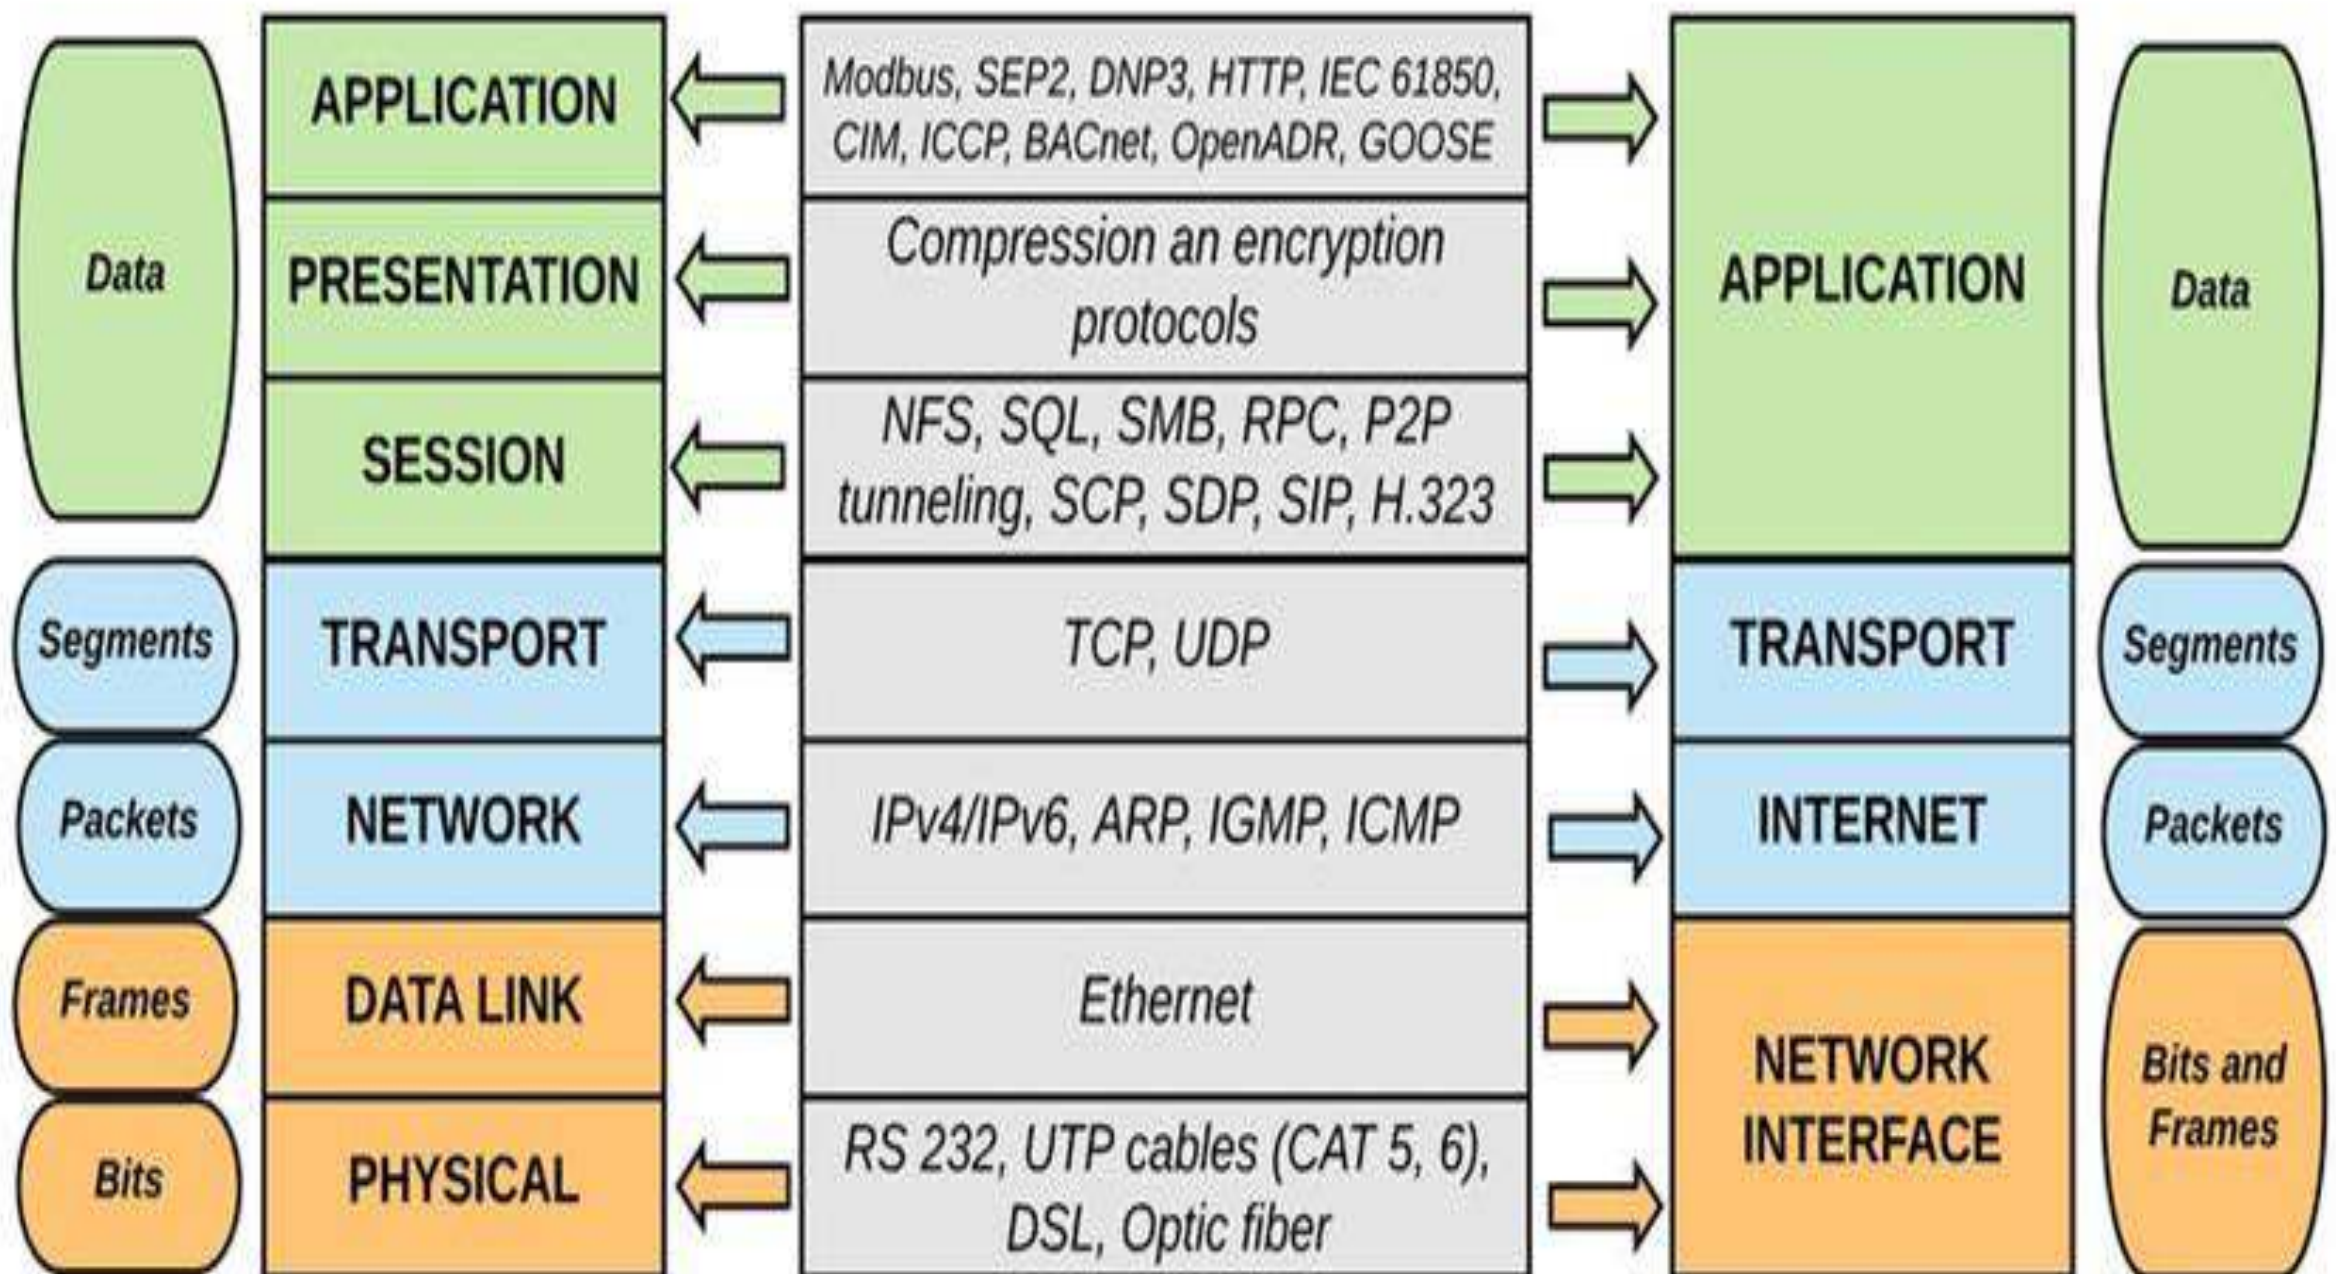 Data
Segments
Packets
Frames
Bits
APPLICATION
PRESENTATION
SESSION
TRANSPORT
NETWORK
DATA LINK
PHYSICAL
Modbus, SEP2, DNP3, HTTP, IEC 61850,
CIM, ICCP, BACnet, OpenADR, GOOSE
Compression an encryption
protocols
NFS, SQL, SMB, RPC, P2P
tunneling, SCP, SDP, SIP, H.323
TCP, UDP
IPv4/IPv6, ARP, IGMP, ICMP
Ethernet
RS 232, UTP cables (CAT 5, 6),
DSL, Optic fiber
APPLICATION
TRANSPORT
INTERNET
NETWORK
INTERFACE
Data
Segments
Packets
Bits and
Frames